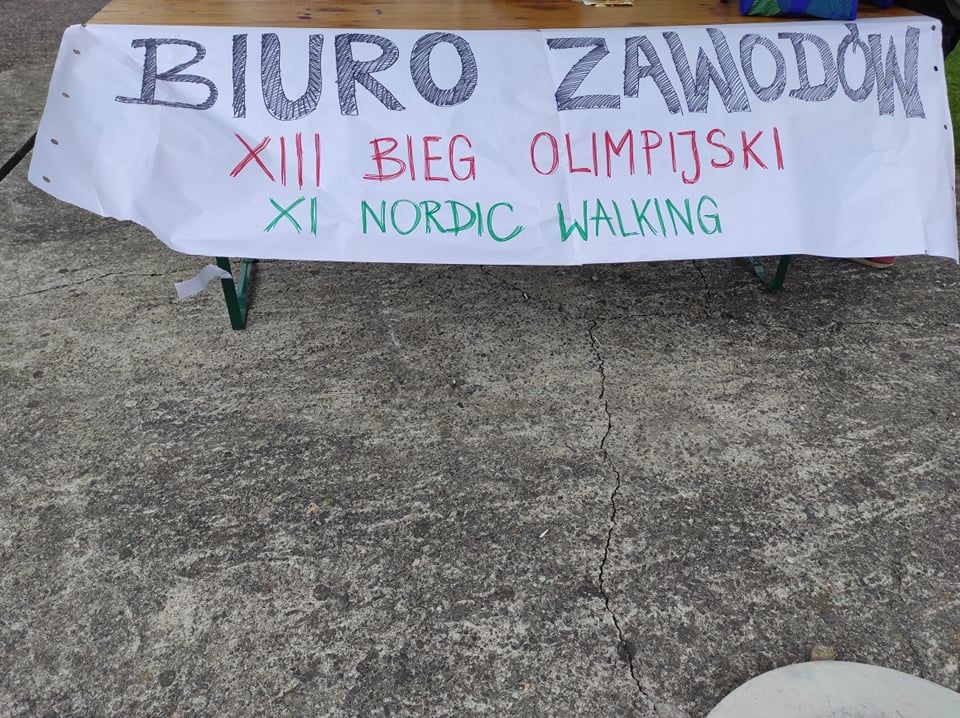 BIURO ZAWODÓW
XIII BIEG OLIMPIJSKI
XI NORDIC WALKING